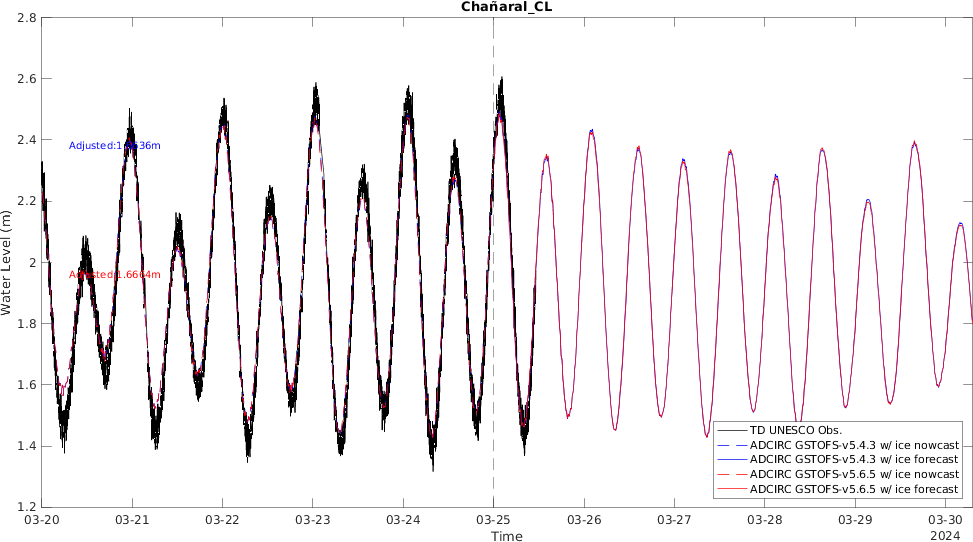 Chañaral_CL
2.8
2.6
2.4
2.2
2
1.8
1.6
1.4
1.2
Water Level (m)
Adjusted:
Adjusted:1.6664m
TD UNESCO Obs.
ADCIRC GSTOFS-v5.4.3 w/ ice nowcast
ADCIRC GSTOFS-v5.4.3 w/ ice forecast
ADCIRC GSTOFS-v5.6.5 w/ ice nowcast
ADCIRC GSTOFS-v5.6.5 w/ ice forecast
03-20 03-21 03-22 03-23 03-24 03-25 03-26 03-27 03-28 03-29 03-30
Time
2024